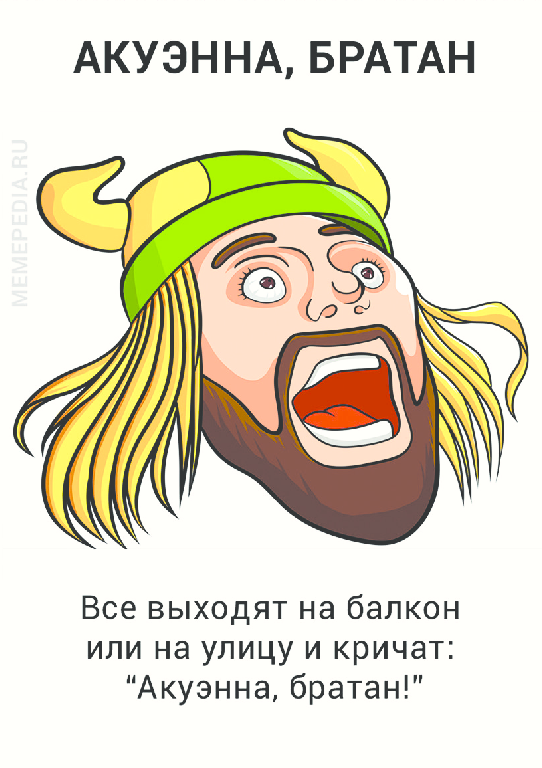 АКУЭННА, БРАТАН
MEMEPEDIA.RU
Все выходят на балкон
или на улицу и кричат:
“Акуэнна, братан!”